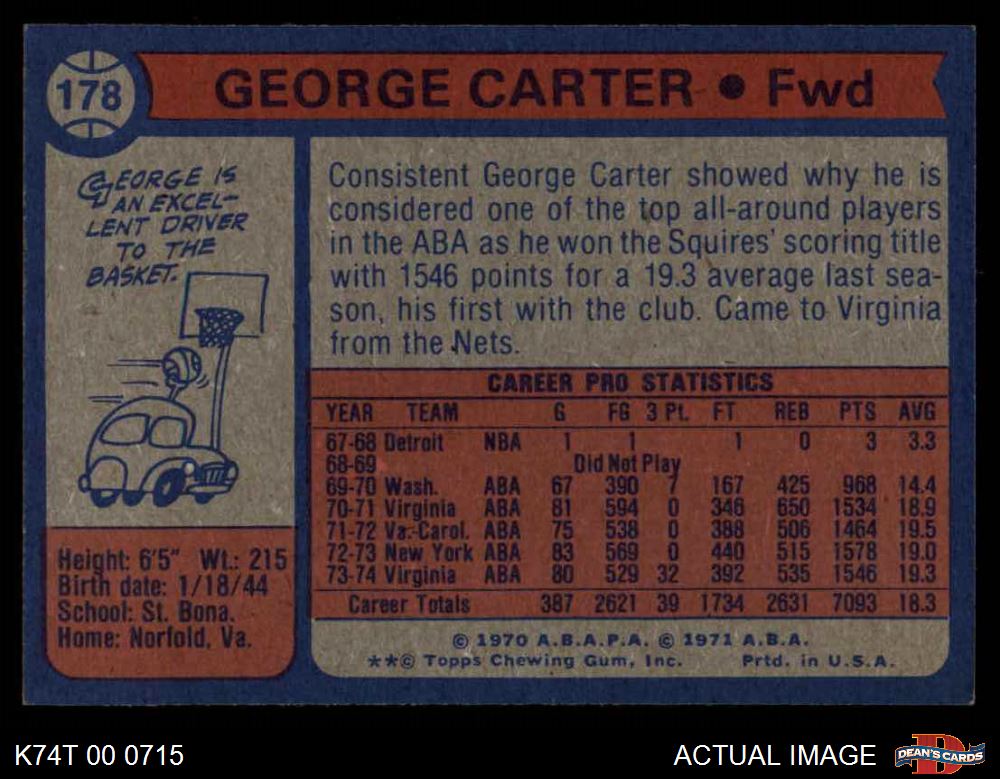 178
GEORGE CARTER • Fwd
GEORGE IS
AN EXCEL-
LENT DRIVER
TO THE
BASKET.
Consistent George Carter showed why he is
considered one of the top all-around players
in the ABA as he won the Squires' scoring title
with 1546 points for a 19.3 average last sea-
son, his first with the club. Came to Virginia
from the Nets.
CAREER PRO STATISTICS
YEAR TEAM G FG 3 Pt. FT REB PTS AVG
67-68 Detroit NBA 1 1 1 0 3 3.3
68-69 Did Not Play
69-70 Wash. ABA 67 390 7 167 425 968 14.4
70-71 Virginia ABA 81 594 0 346 650 1534 18.9
71-72 Va.-Carol. ABA 75 538 0 388 506 1464 19.5
72-73 New York ABA 83 569 0 440 515 1578 19.0
73-74 Virginia ABA 80 529 32 392 535 1546 19.3
Career Totals 387 2621 39 1734 2631 7093 18.3
Height: 6'5" Wt.: 215
Birth date: 1/18/44
School: St. Bona.
Home: Norfold, Va.
© 1970 A.B.A.P.A. © 1971 A.B.A.
**© Topps Chewing Gum, Inc. Prtd. in U.S.A.
K74T 00 0715
ACTUAL IMAGE
D
DEAN'S CARDS